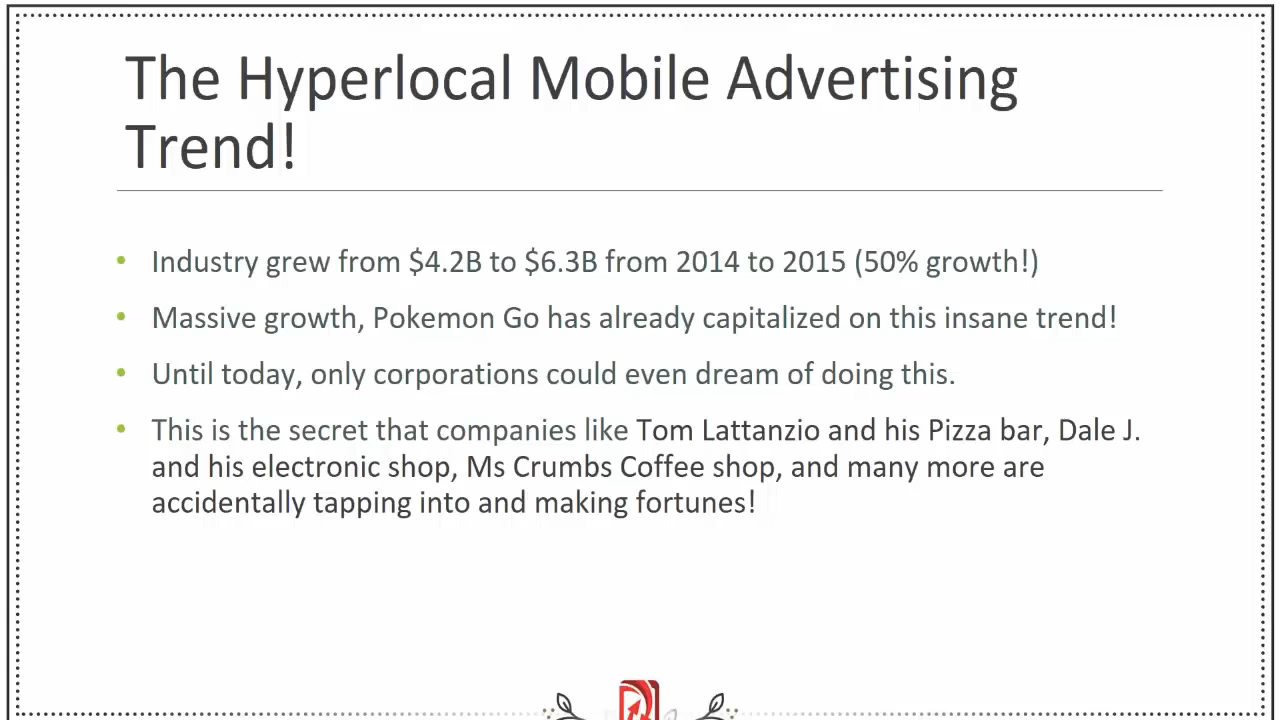 The Hyperlocal Mobile Advertising
Trend!
• Industry grew from $4.2B to $6.3B from 2014 to 2015 (50% growth!)
• Massive growth, Pokemon Go has already capitalized on this insane trend!
• Until today, only corporations could even dream of doing this.
• This is the secret that companies like Tom Lattanzio and his Pizza bar, Dale J.
and his electronic shop, Ms Crumbs Coffee shop, and many more are
accidentally tapping into and making fortunes!